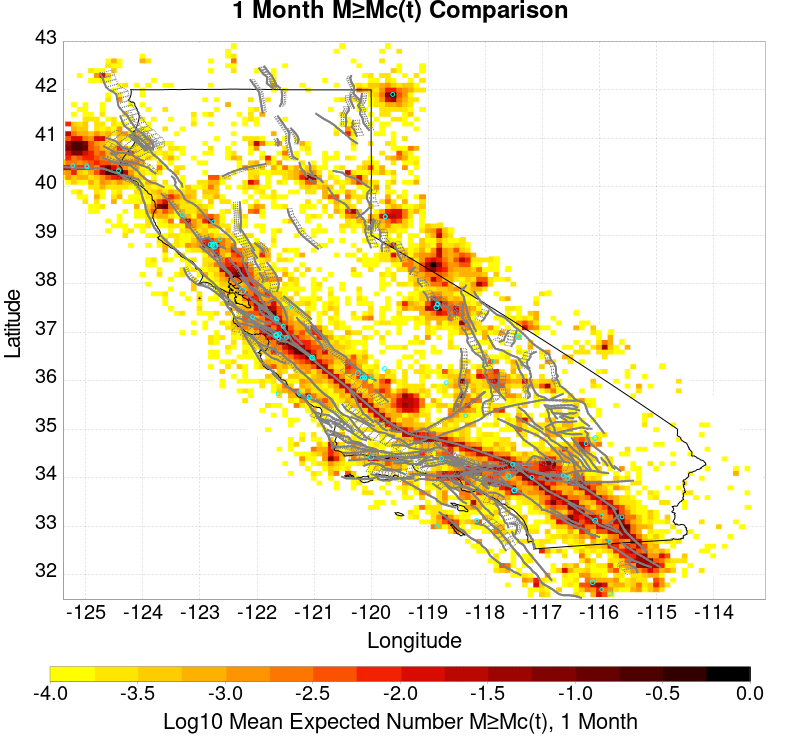 1 Month M≥Mc(t) Comparison
43
42
41
40
39
38
37
36
35
34
33
32
Latitude
-125 -124 -123 -122 -121 -120 -119 -118 -117 -116 -115 -114
Longitude
-4.0 -3.5 -3.0 -2.5 -2.0 -1.5 -1.0 -0.5 0.0
Log10 Mean Expected Number M≥Mc(t), 1 Month